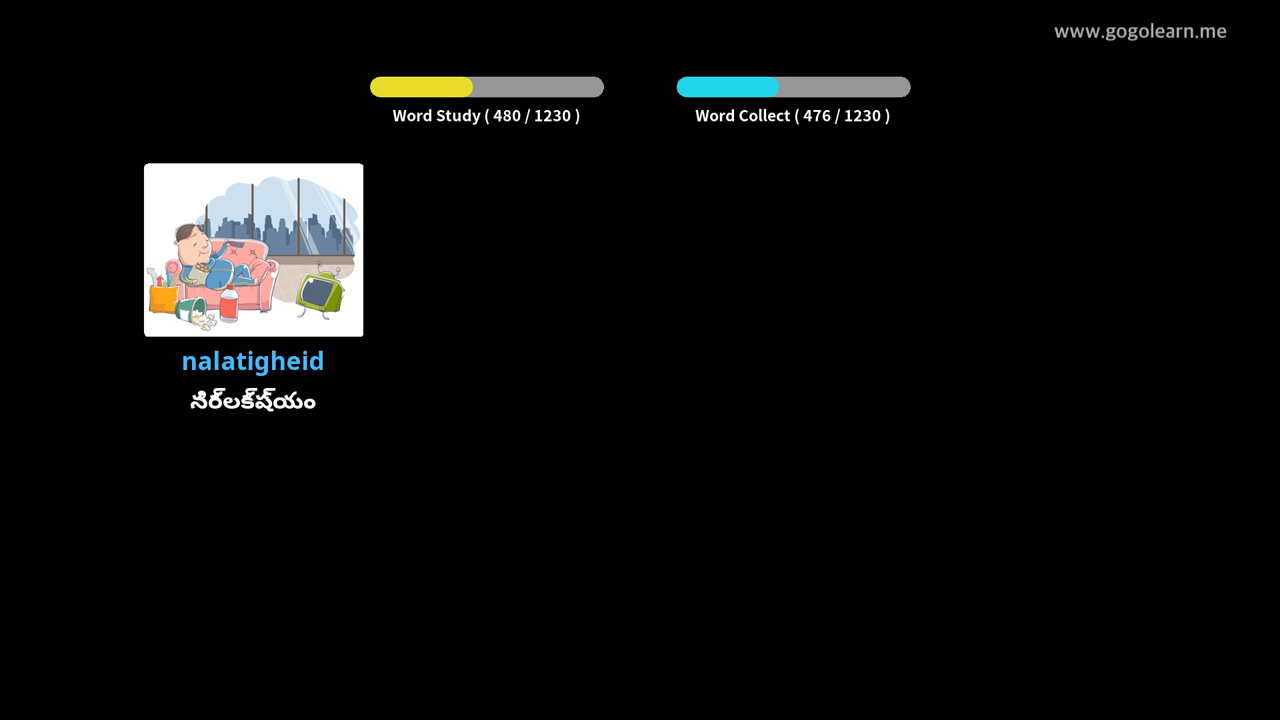 www.gogolearn.me
Word Study ( 480 / 1230 )
Word Collect ( 476 / 1230 )
nalatigheid
నిర్లక్ష్యం